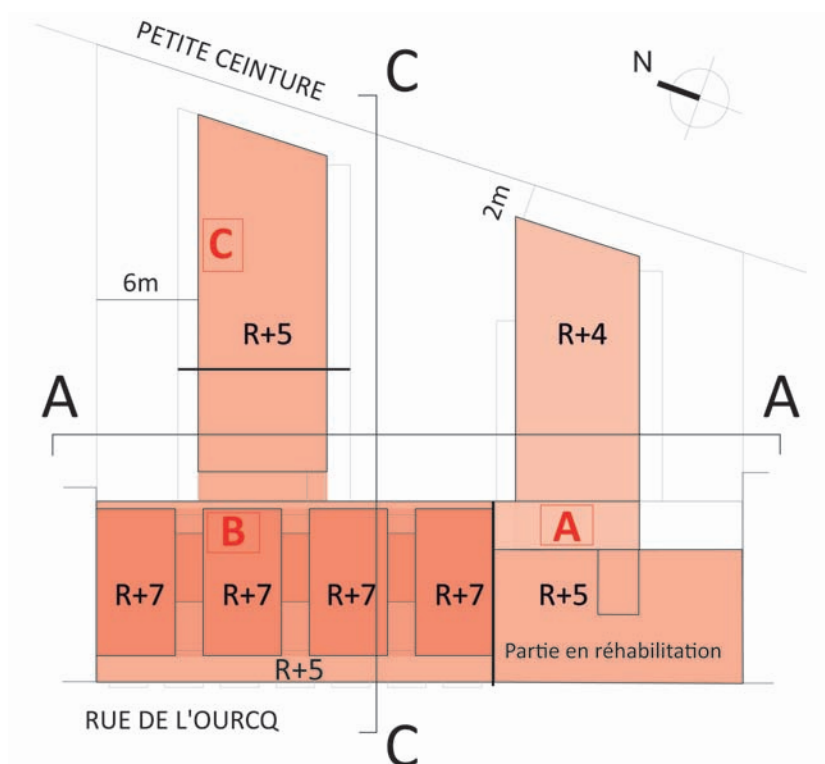 PETITE CEINTURE
C
N
2m
C
6m
R+5
R+4
A
A
B
A
R+7
R+7
R+7
R+7
R+5
R+5
Partie en réhabilitation
RUE DE L'OURCQ
C